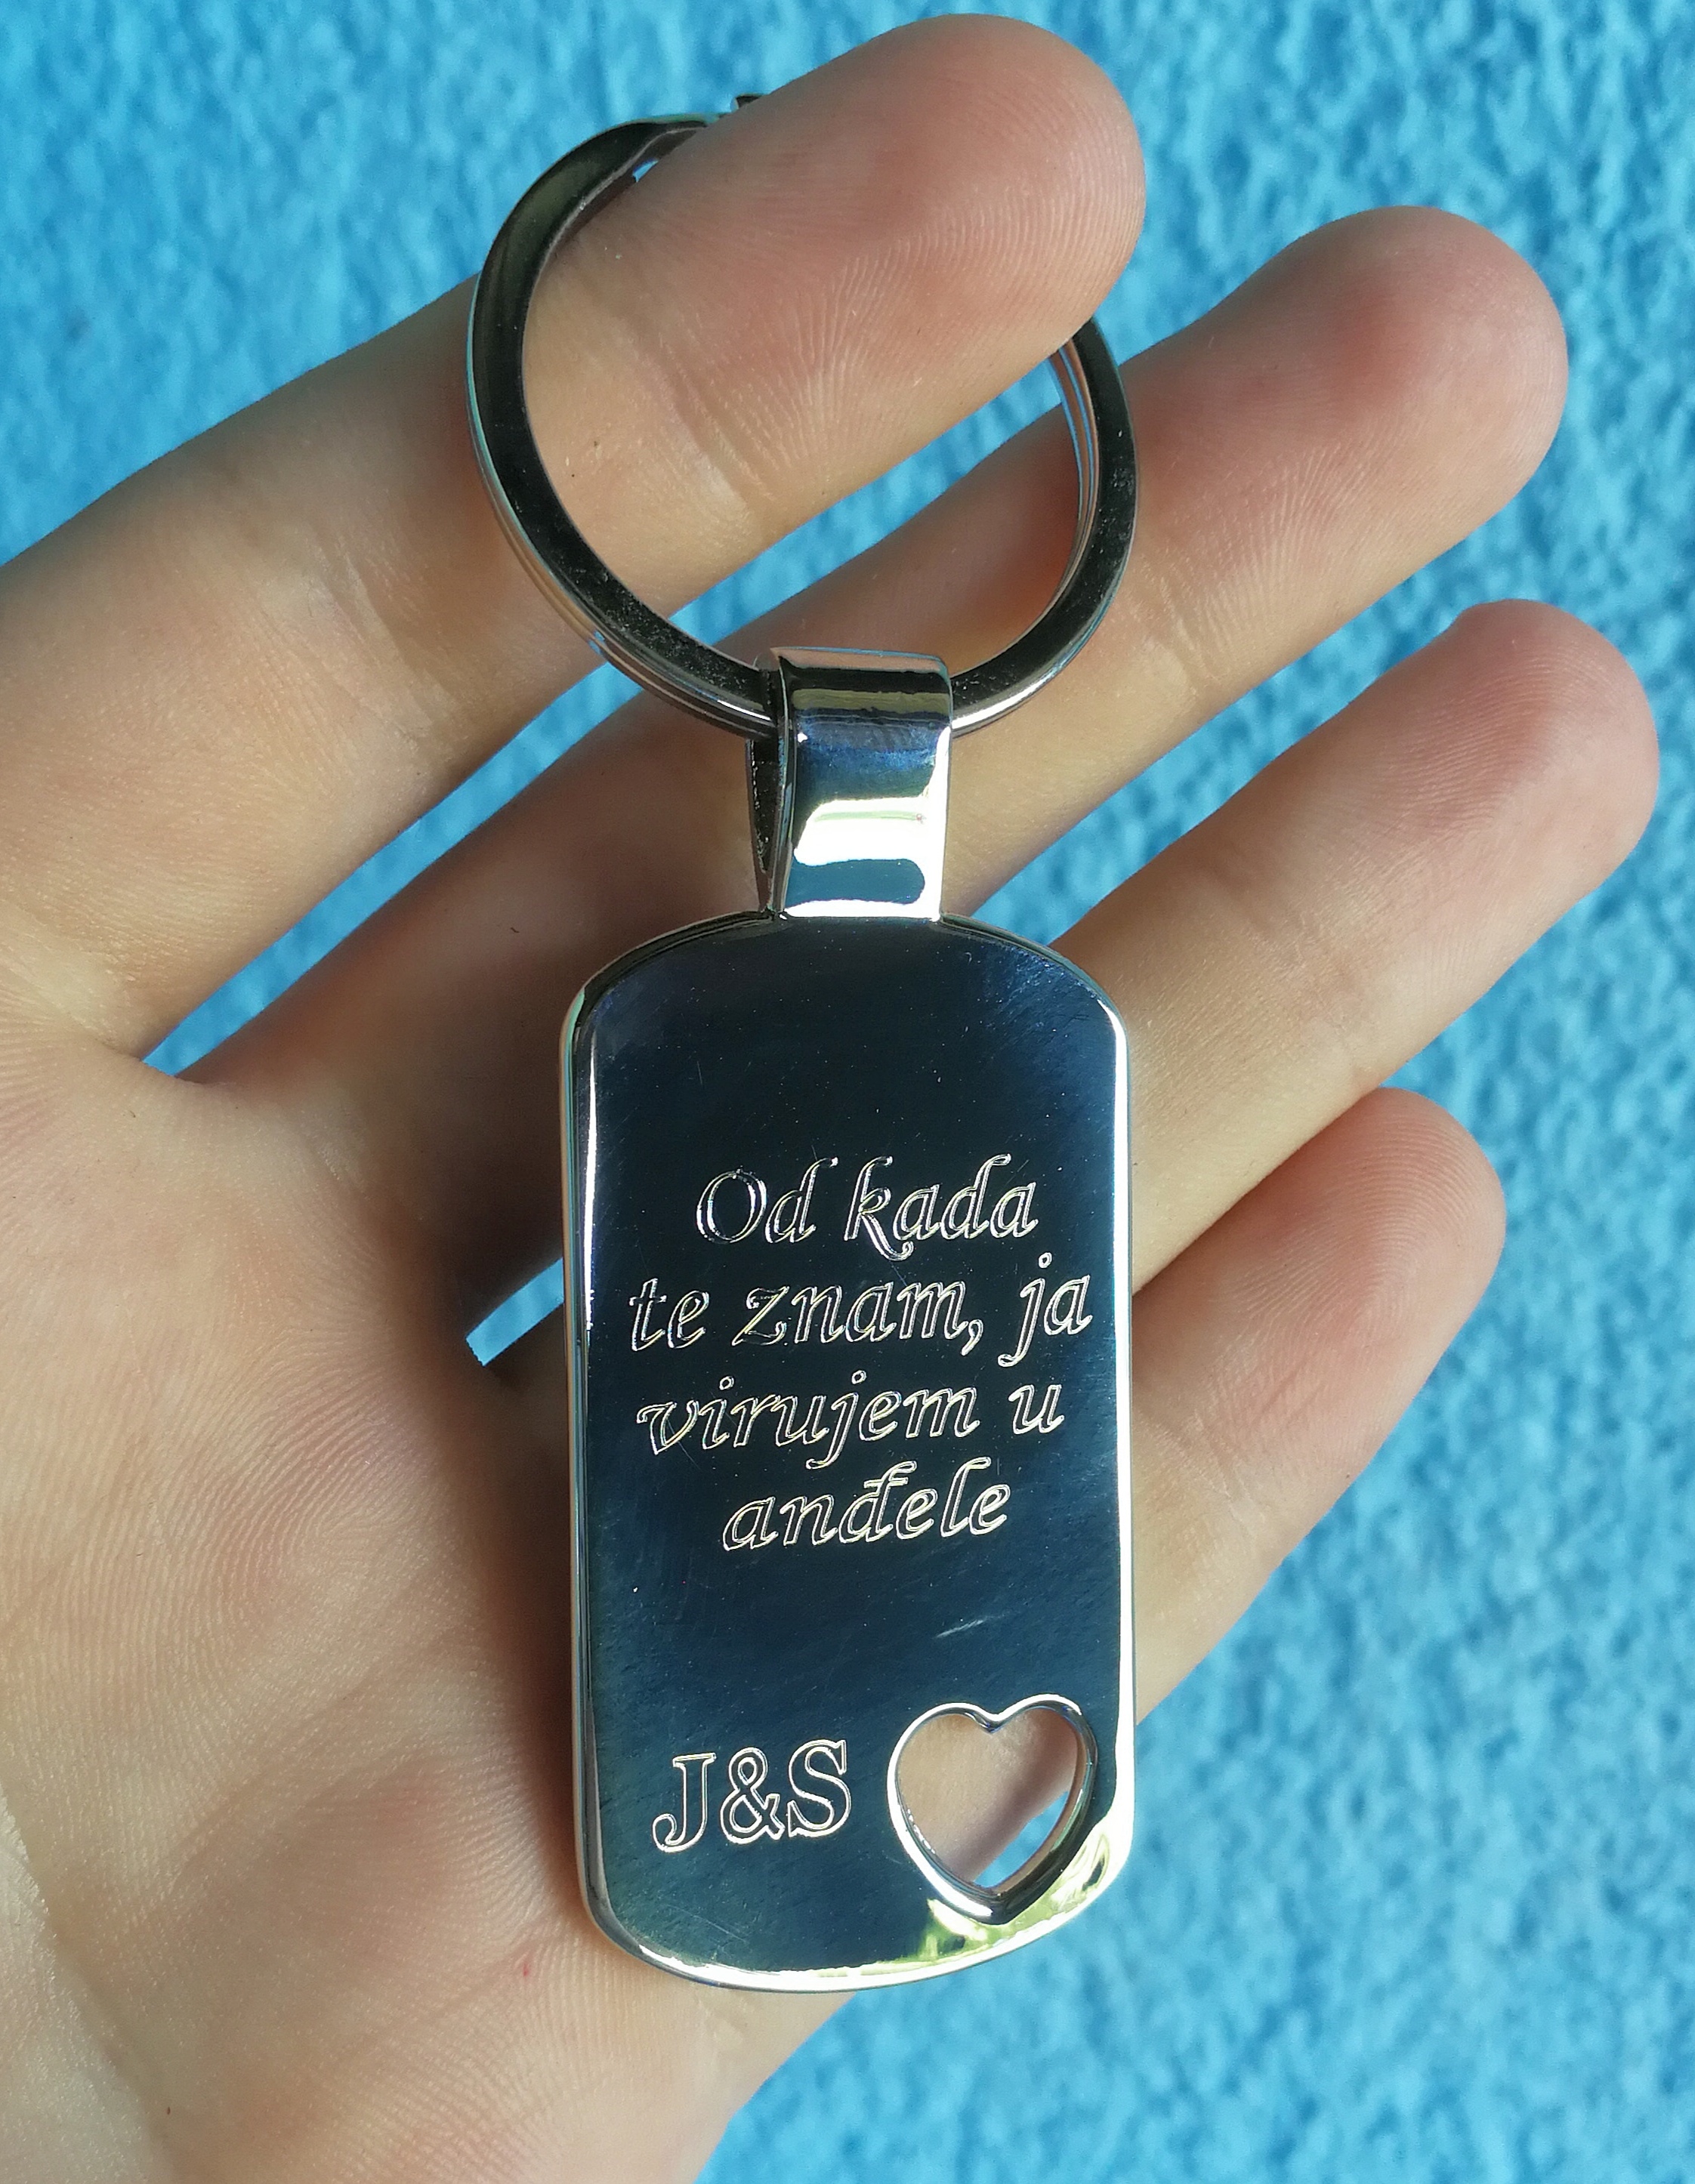 Od kada
te znam, ja
virujem u
anđele
J&S